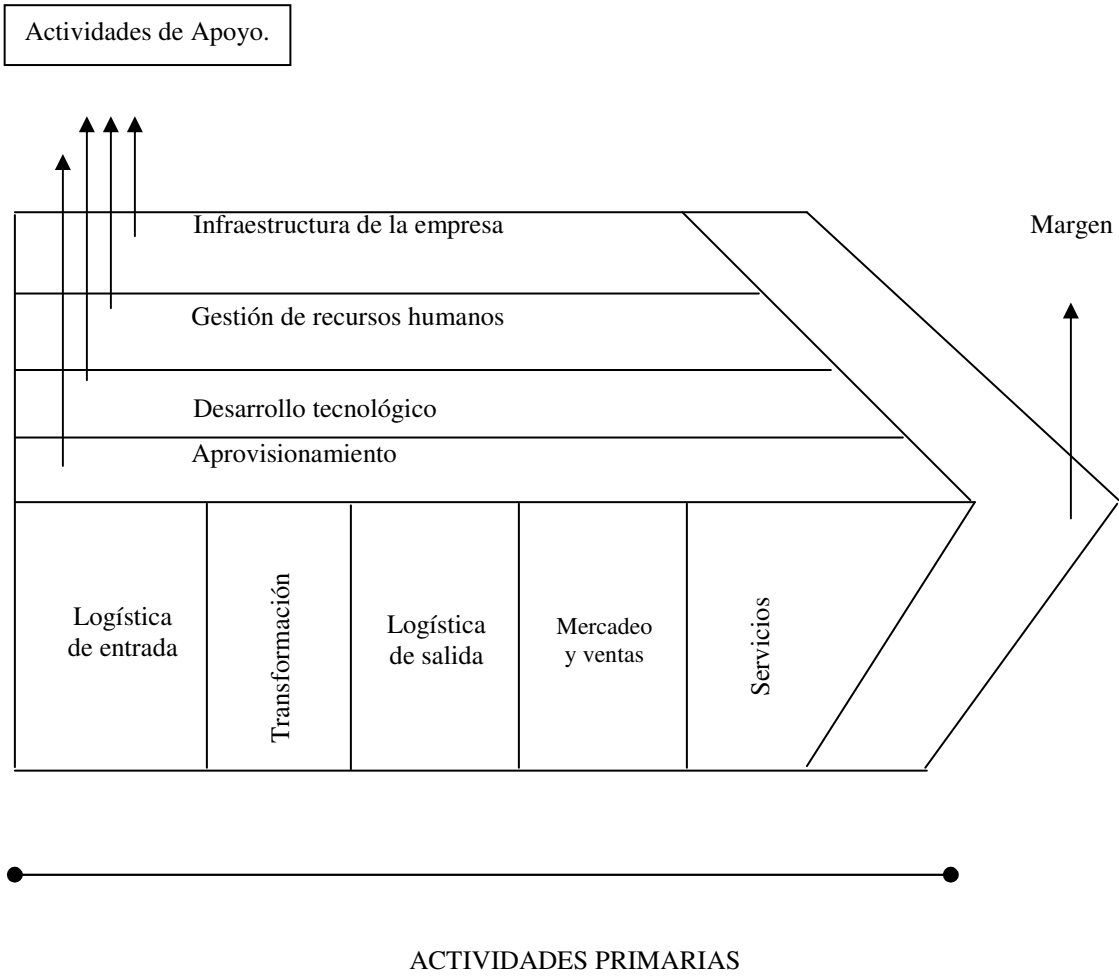 Actividades de Apoyo.
Infraestructura de la empresa
Margen
Gestión de recursos humanos
Desarrollo tecnológico
Aprovisionamiento
Logística
de entrada
Transformación
Logística
de salida
Mercadeo
y ventas
Servicios
ACTIVIDADES PRIMARIAS